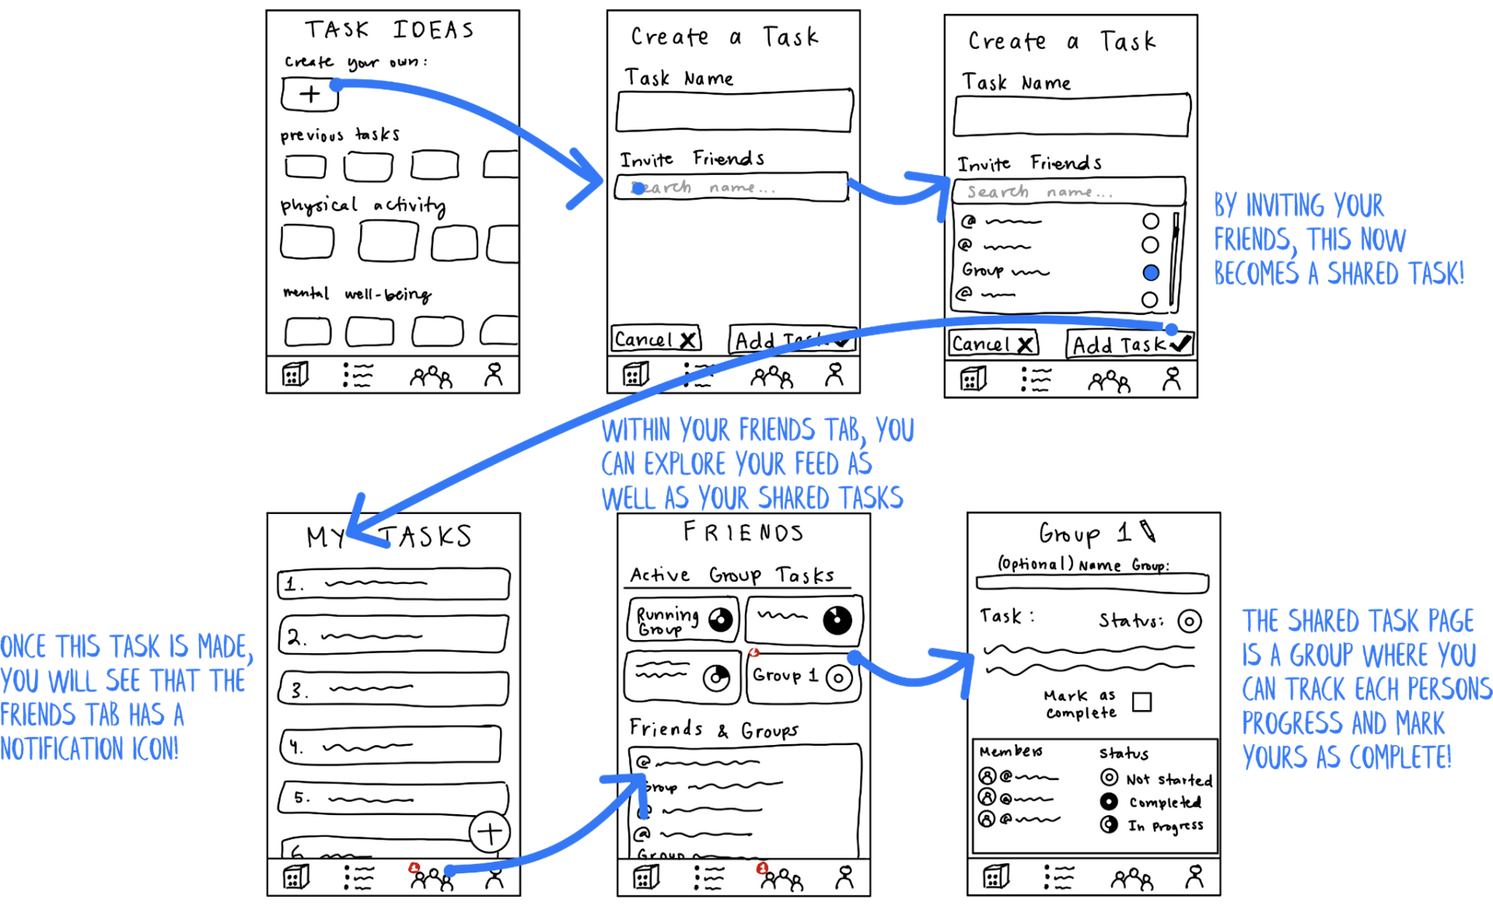 TASK IDEAS
Create your own:
+
previous tasks
physical activity
mental well-being
Create a Task
Task Name
Invite Friends
Search name...
Cancel X
Add Task
Create a Task
Task Name
Invite Friends
Search name...
@
@
Group
@
Cancel X
Add Task
BY INVITING YOUR
FRIENDS, THIS NOW
BECOMES A SHARED TASK!
WITHIN YOUR FRIENDS TAB, YOU
CAN EXPLORE YOUR FEED AS
WELL AS YOUR SHARED TASKS
ONCE THIS TASK IS MADE,
YOU WILL SEE THAT THE
FRIENDS TAB HAS A
NOTIFICATION ICON!
MY TASKS
1.
2.
3.
4.
5.
6.
+
FRIENDS
Active Group Tasks
Running
Group
Group 1
Friends & Groups
@
Group
@
@
Group
1
Group 1
(Optional) Name Group:
Task:
Status:
Mark as
complete
Members
Status
@
Not Started
@
Completed
@
In Progress
THE SHARED TASK PAGE
IS A GROUP WHERE YOU
CAN TRACK EACH PERSONS
PROGRESS AND MARK
YOURS AS COMPLETE!